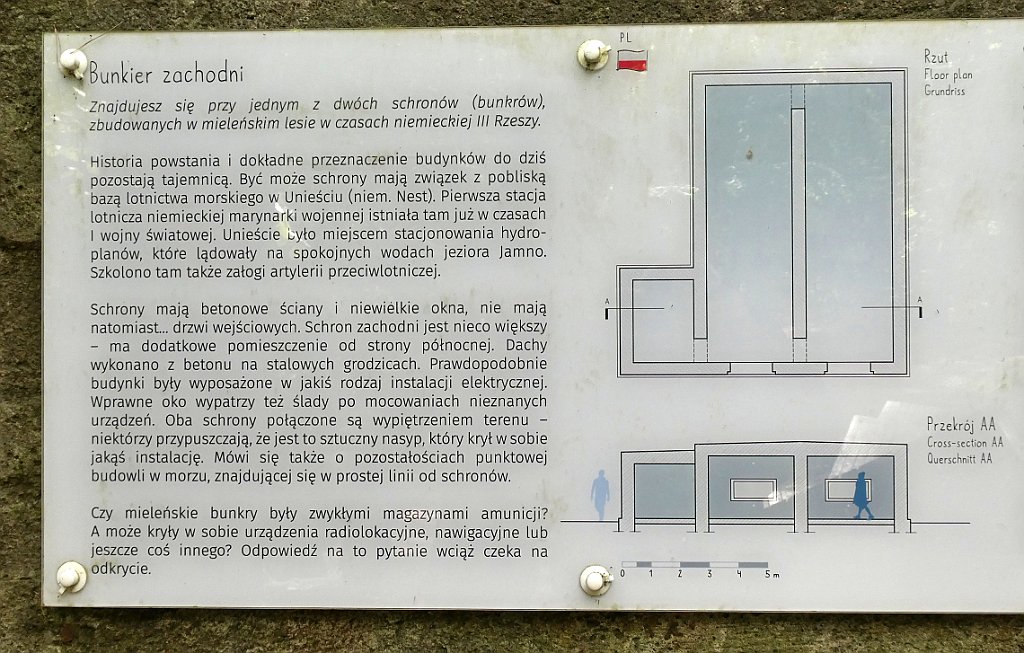 Bunkier zachodni
Znajdujesz się przy jednym z dwóch schronów (bunkrów),
zbudowanych w mieleńskim lesie w czasach niemieckiej III Rzeszy.
Historia powstania i dokładne przeznaczenie budynków do dziś
pozostają tajemnicą. Być może schrony mają związek z pobliską
bazą lotnictwa morskiego w Unieściu (niem. Nest). Pierwsza stacja
lotnicza niemieckiej marynarki wojennej istniała tam już w czasach
I wojny światowej. Unieście było miejscem stacjonowania hydro-
planów, które lądowały na spokojnych wodach jeziora Jamno.
Szkolono tam także załogi artylerii przeciwlotniczej.
Schrony mają betonowe ściany i niewielkie okna, nie mają
natomiast... drzwi wejściowych. Schron zachodni jest nieco większy
– ma dodatkowe pomieszczenie od strony północnej. Dachy
wykonano z betonu na stalowych grodzicach. Prawdopodobnie
budynki były wyposażone w jakiś rodzaj instalacji elektrycznej.
Wprawne oko wypatrzy też ślady po mocowaniach nieznanych
urządzeń. Oba schrony połączone są wypiętrzeniem terenu –
niektórzy przypuszczają, że jest to sztuczny nasyp, który krył w sobie
jakąś instalację. Mówi się także o pozostałościach punktowej
budowli w morzu, znajdującej się w prostej linii od schronów.
Czy mieleńskie bunkry były zwykłymi magazynami amunicji?
A może kryły w sobie urządzenia radiolokacyjne, nawigacyjne lub
jeszcze coś innego? Odpowiedź na to pytanie wciąż czeka na
odkrycie.
PL
Rzut
Floor plan
Grundriss
A
A
Przekrój AA
Cross-section AA
Querschnitt AA
0 1 2 3 4 5 m